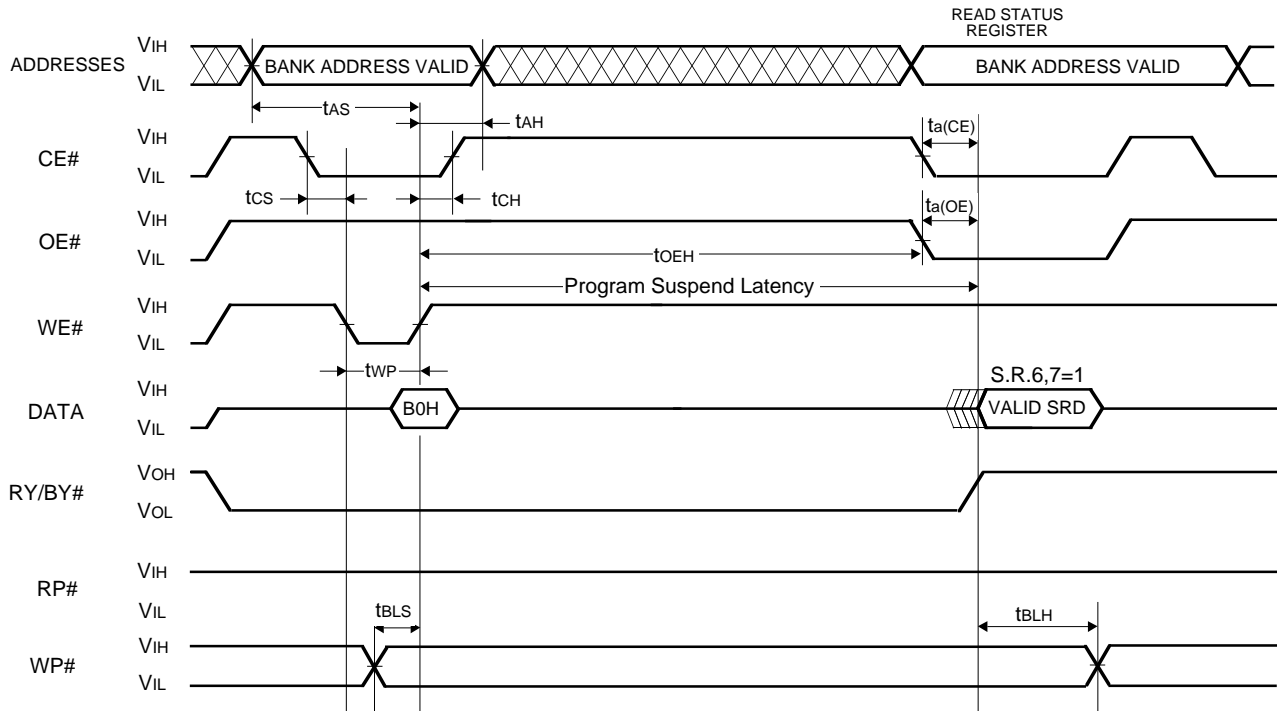 READ STATUS
REGISTER
ADDRESSES
VIH
VIL
BANK ADDRESS VALID
BANK ADDRESS VALID
tAS
tAH
CE#
VIH
VIL
ta(CE)
tCS
tCH
OE#
VIH
VIL
ta(OE)
tOEH
Program Suspend Latency
WE#
VIH
VIL
tWP
S.R.6,7=1
DATA
VIH
VIL
B0H
VALID SRD
RY/BY#
VOH
VOL
RP#
VIH
VIL
tBLS
tBLH
WP#
VIH
VIL